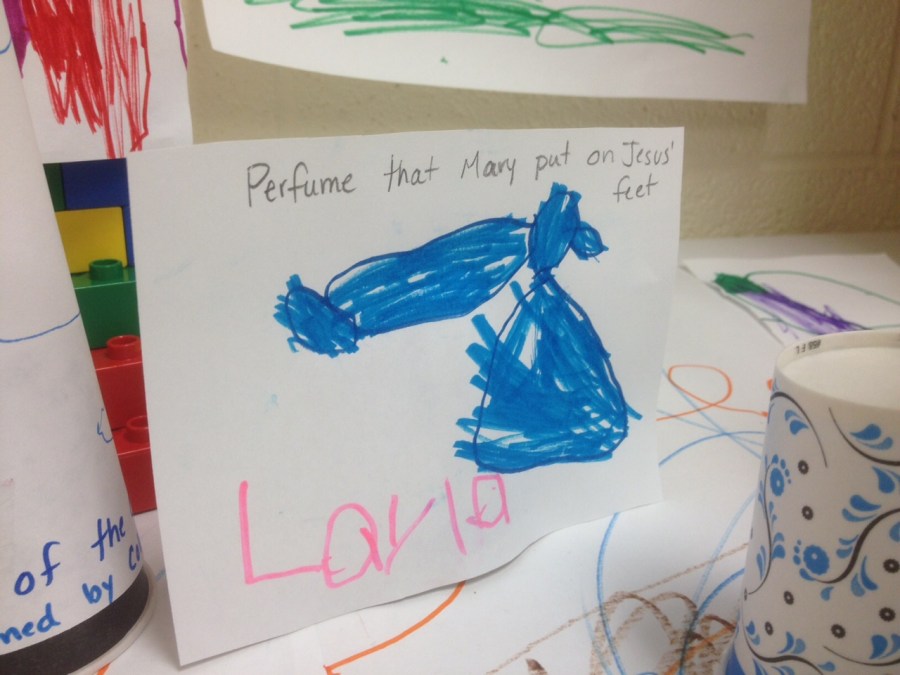 Perfume that Mary put on Jesus'
feet
Larla
of the
ned by